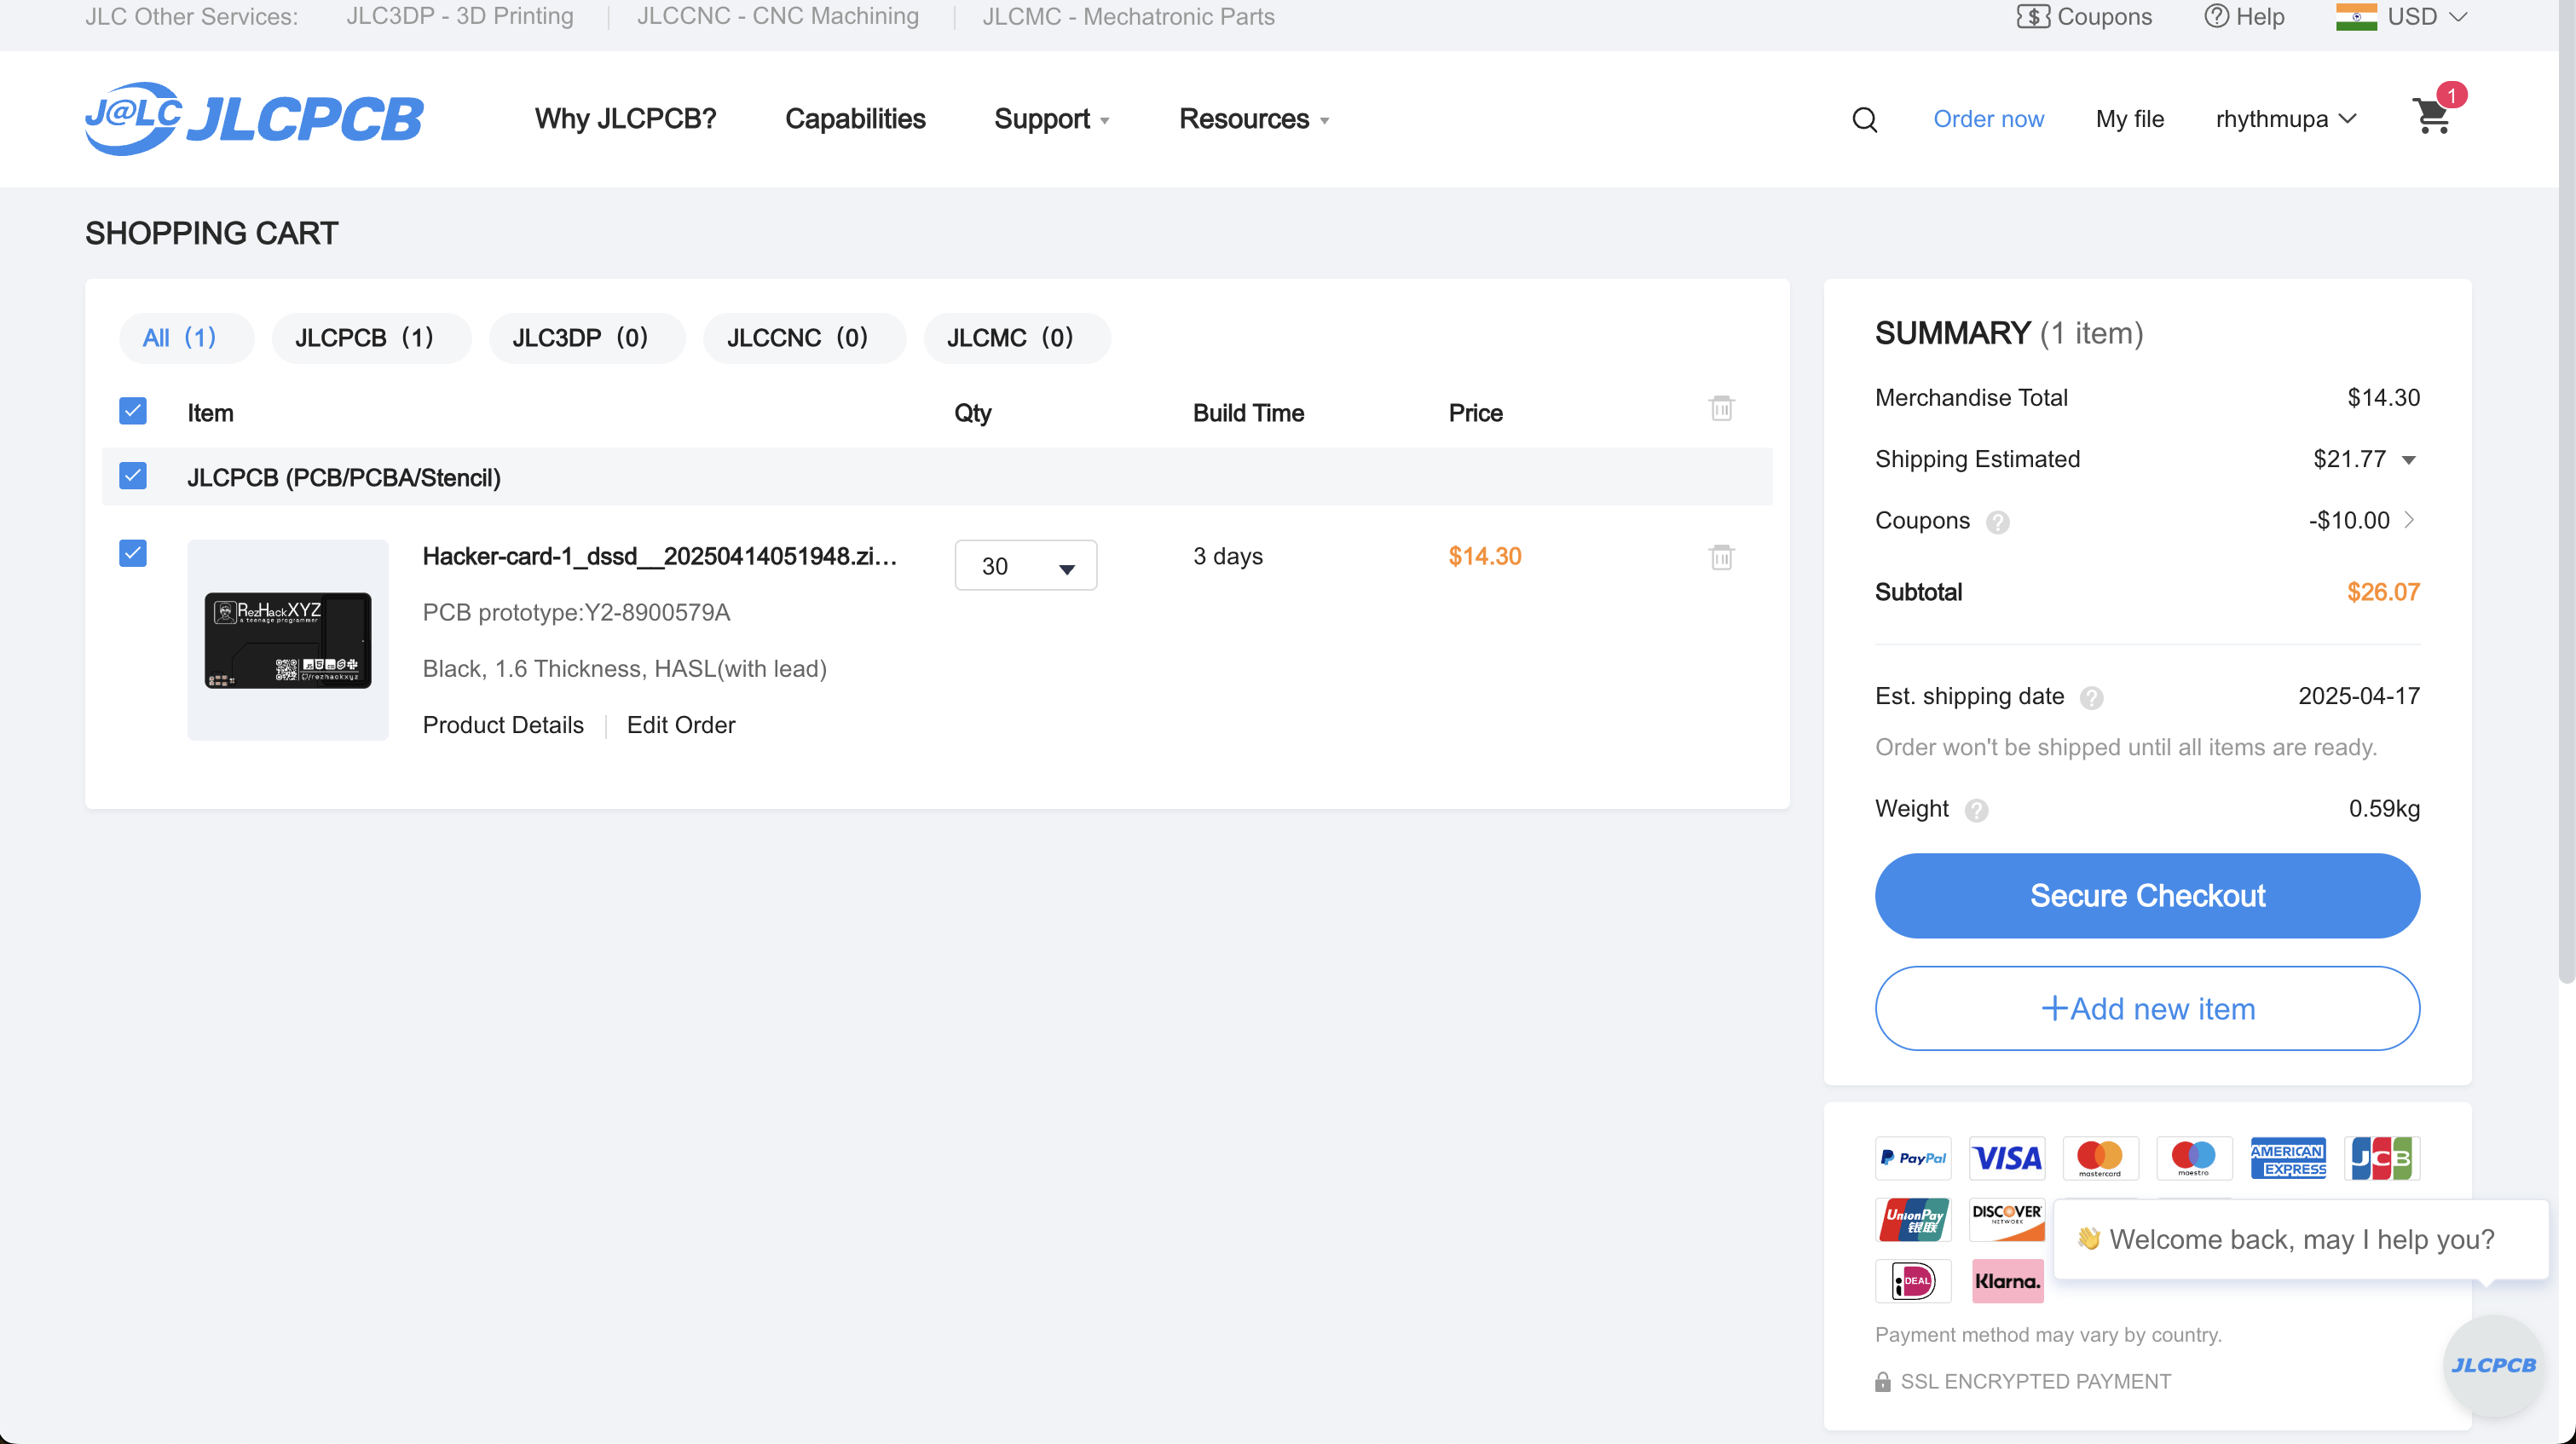 JLC Other Services: JLC3DP - 3D Printing JLCCNC - CNC Machining JLCMC - Mechatronic Parts Coupons Help USD
J@LC JLCPCB Why JLCPCB? Capabilities Support Resources Order now My file rhythmupa 1
SHOPPING CART
All (1) JLCPCB (1) JLC3DP (0) JLCCNC (0) JLCMC (0)
Item Qty Build Time Price
JLCPCB (PCB/PCBA/Stencil)
Hacker-card-1_dssd__20250414051948.zi... 30 3 days $14.30
PCB prototype:Y2-8900579A
Black, 1.6 Thickness, HASL(with lead)
Product Details Edit Order
RezHackXYZ
a teenage programmer
/rezhackxyz
SUMMARY (1 item)
Merchandise Total $14.30
Shipping Estimated $21.77
Coupons ? -$10.00
Subtotal $26.07
Est. shipping date ? 2025-04-17
Order won't be shipped until all items are ready.
Weight ? 0.59kg
Secure Checkout
+Add new item
PayPal VISA mastercard maestro AMERICAN EXPRESS JCB
UnionPay 银联 DISCOVER NETWORK
iDEAL Klarna.
👋 Welcome back, may I help you?
Payment method may vary by country.
SSL ENCRYPTED PAYMENT
JLCPCB